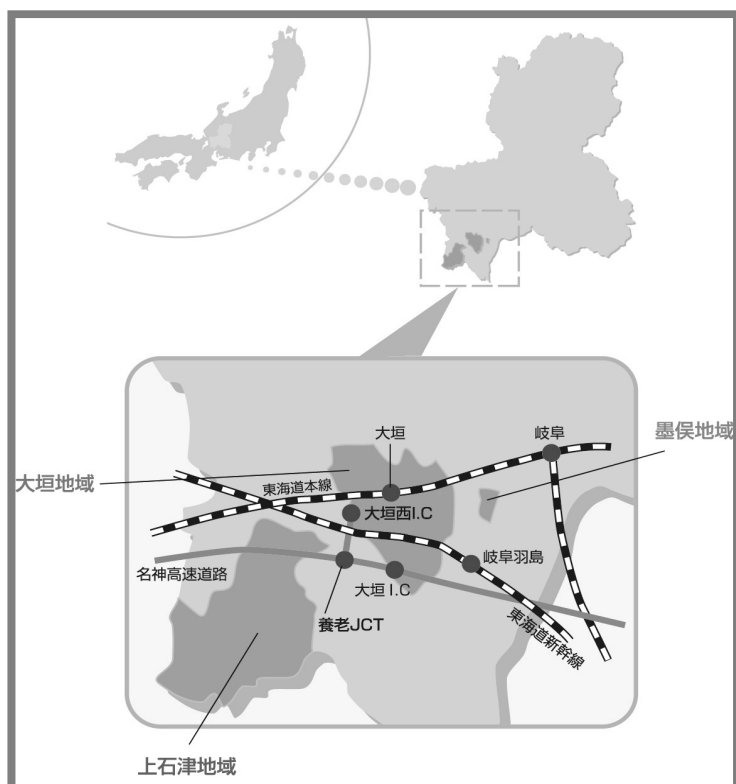 大垣
岐阜
墨俣地域
大垣地域
東海道本線
大垣西I.C
岐阜羽島
名神高速道路
大垣 I.C
養老JCT
東海道新幹線
上石津地域